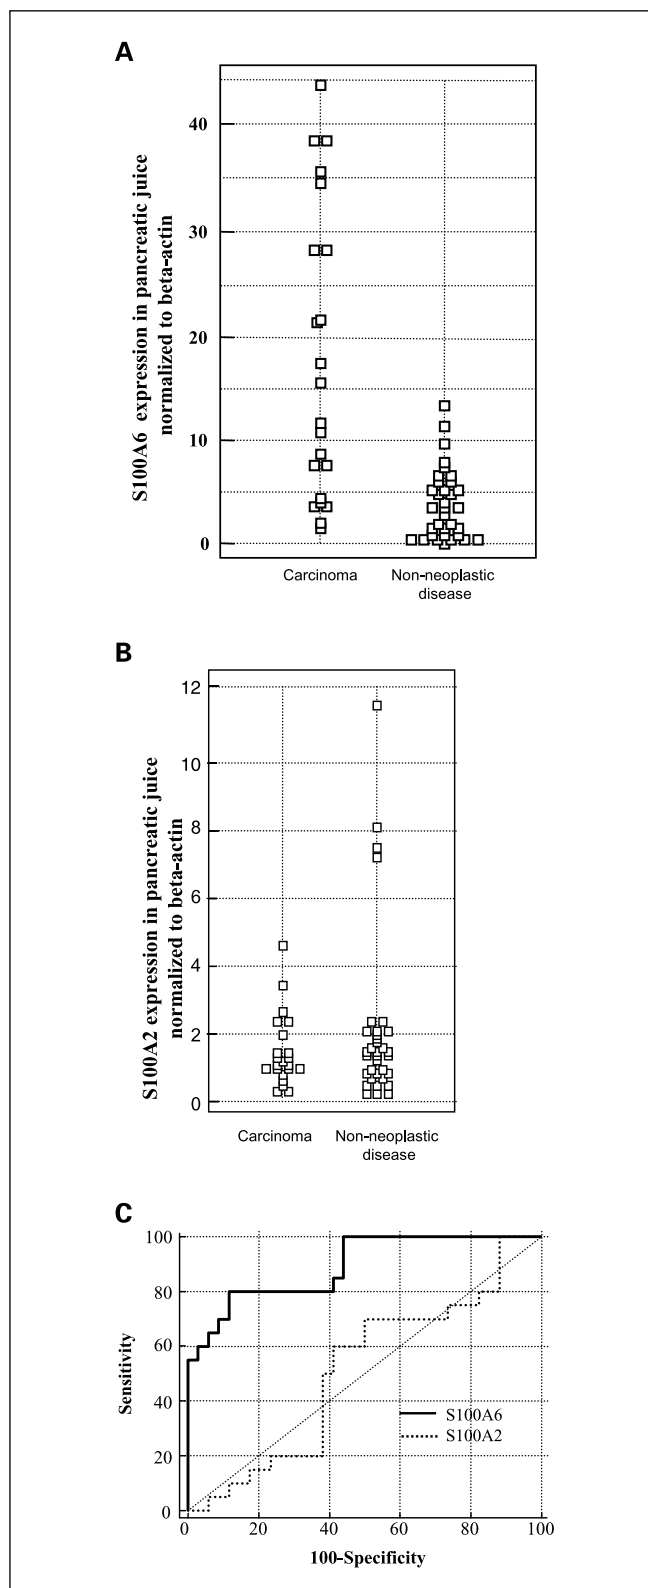 A
S100A6 expression in pancreatic juice
normalized to beta-actin
40
30
20
10
0
Carcinoma
Non-neoplastic
disease
B
S100A2 expression in pancreatic juice
normalized to beta-actin
12
10
8
6
4
2
0
Carcinoma
Non-neoplastic
disease
C
Sensitivity
100
80
60
40
20
0
S100A6
S100A2
0 20 40 60 80 100
100-Specificity